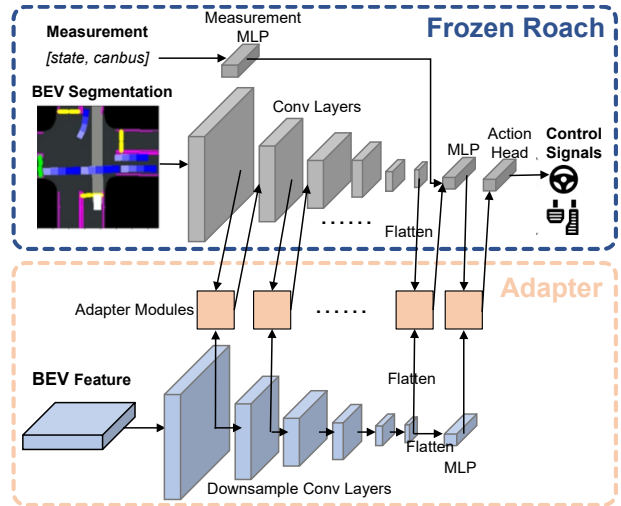 Frozen Roach
Measurement
[state, canbus]
Measurement
MLP
BEV Segmentation
Conv Layers
MLP
Action
Head
Control
Signals
......
Flatten
Adapter
Adapter Modules
......
BEV Feature
Flatten
Flatten
MLP
Downsample Conv Layers